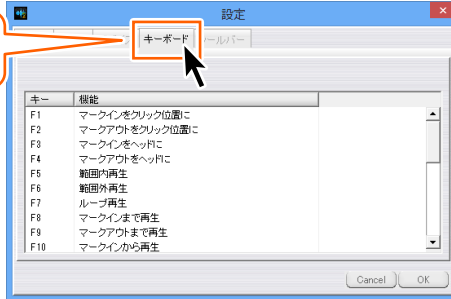 設定
キーボード
ツールバー
キー 機能
F1 マークインをクリック位置に
F2 マークアウトをクリック位置に
F3 マークインをヘッドに
F4 マークアウトをヘッドに
F5 範囲内再生
F6 範囲外再生
F7 ループ再生
F8 マークインまで再生
F9 マークアウトまで再生
F10 マークインから再生
Cancel OK